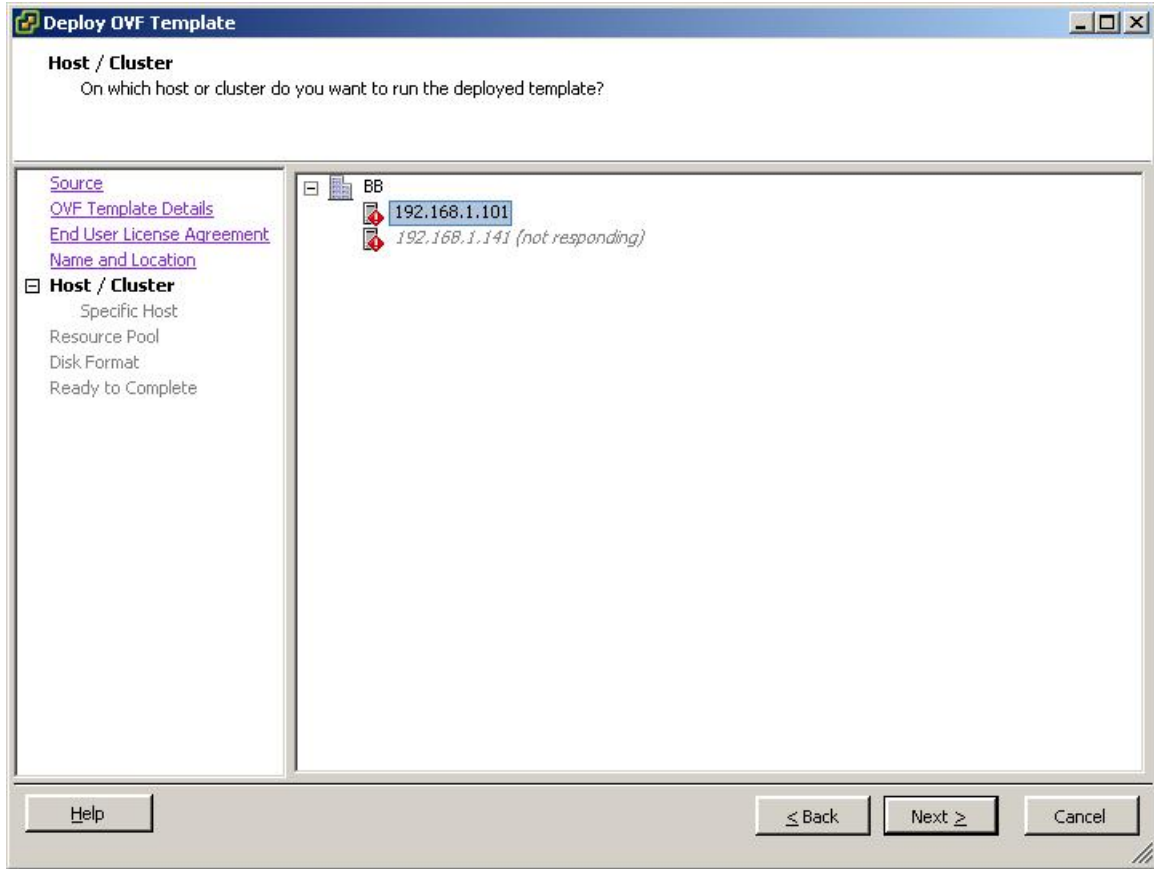 Deploy OVF Template
Host / Cluster
On which host or cluster do you want to run the deployed template?
Source
OVF Template Details
End User License Agreement
Name and Location
Host / Cluster
Specific Host
Resource Pool
Disk Format
Ready to Complete
BB
192.168.1.101
192.168.1.141 (not responding)
Help
< Back
Next >
Cancel